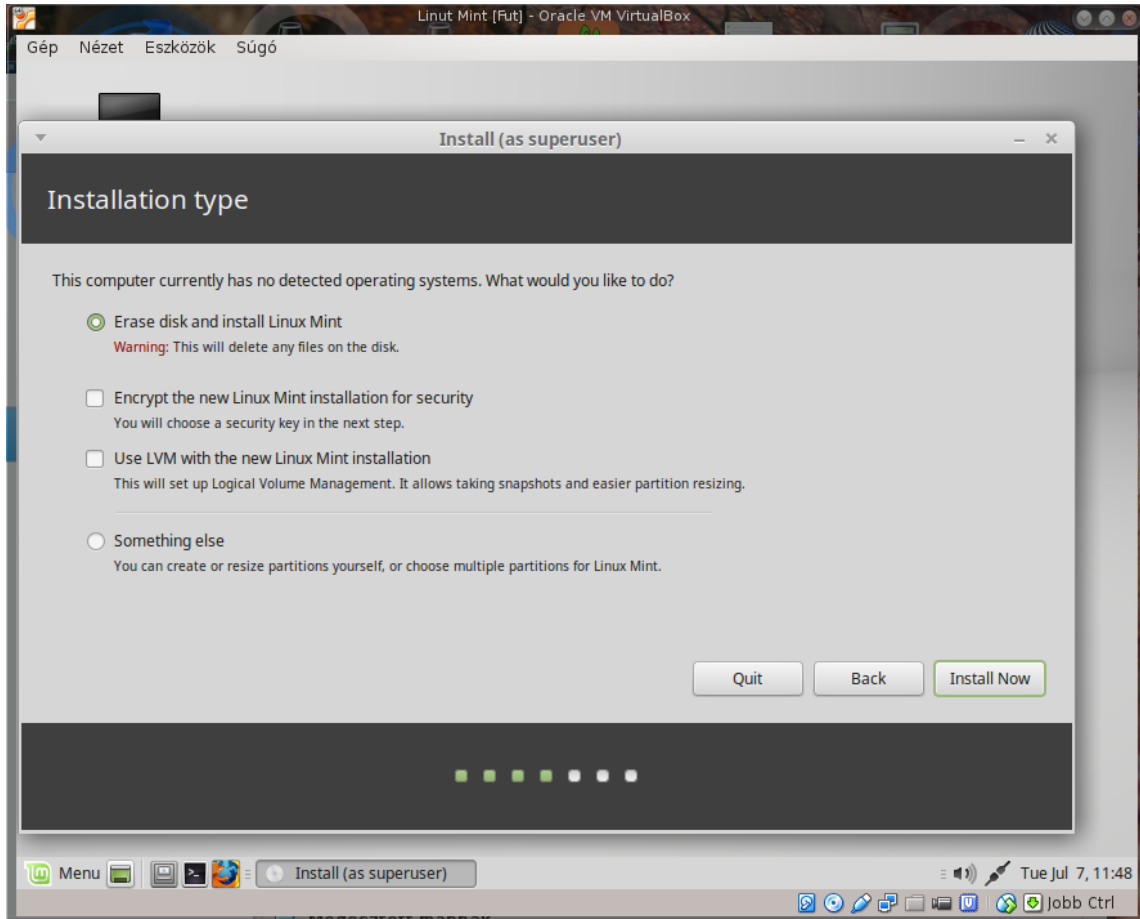 Linut Mint [Fut] - Oracle VM VirtualBox
Gép Nézet Eszközök Súgó
Install (as superuser)
Installation type
This computer currently has no detected operating systems. What would you like to do?
Erase disk and install Linux Mint
Warning: This will delete any files on the disk.
Encrypt the new Linux Mint installation for security
You will choose a security key in the next step.
Use LVM with the new Linux Mint installation
This will set up Logical Volume Management. It allows taking snapshots and easier partition resizing.
Something else
You can create or resize partitions yourself, or choose multiple partitions for Linux Mint.
Quit Back Install Now
Menu Install (as superuser) Tue Jul 7, 11:48
Jobb Ctrl